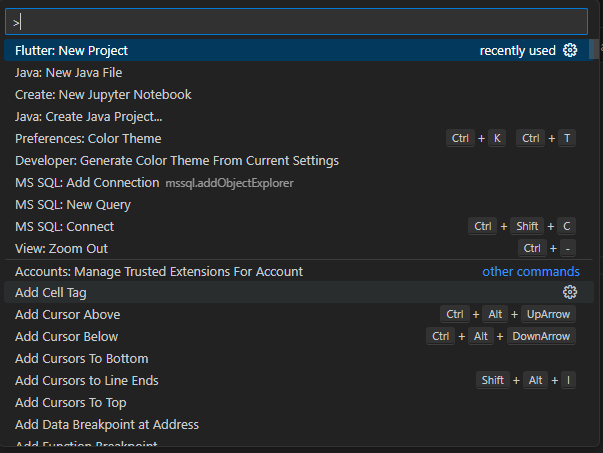 >
Flutter: New Project recently used
Java: New Java File
Create: New Jupyter Notebook
Java: Create Java Project...
Preferences: Color Theme Ctrl + K Ctrl + T
Developer: Generate Color Theme From Current Settings
MS SQL: Add Connection mssql.addObjectExplorer
MS SQL: New Query
MS SQL: Connect Ctrl + Shift + C
View: Zoom Out Ctrl + -
Accounts: Manage Trusted Extensions For Account other commands
Add Cell Tag
Add Cursor Above Ctrl + Alt + UpArrow
Add Cursor Below Ctrl + Alt + DownArrow
Add Cursors To Bottom
Add Cursors to Line Ends Shift + Alt + I
Add Cursors To Top
Add Data Breakpoint at Address
Add Function Breakpoint